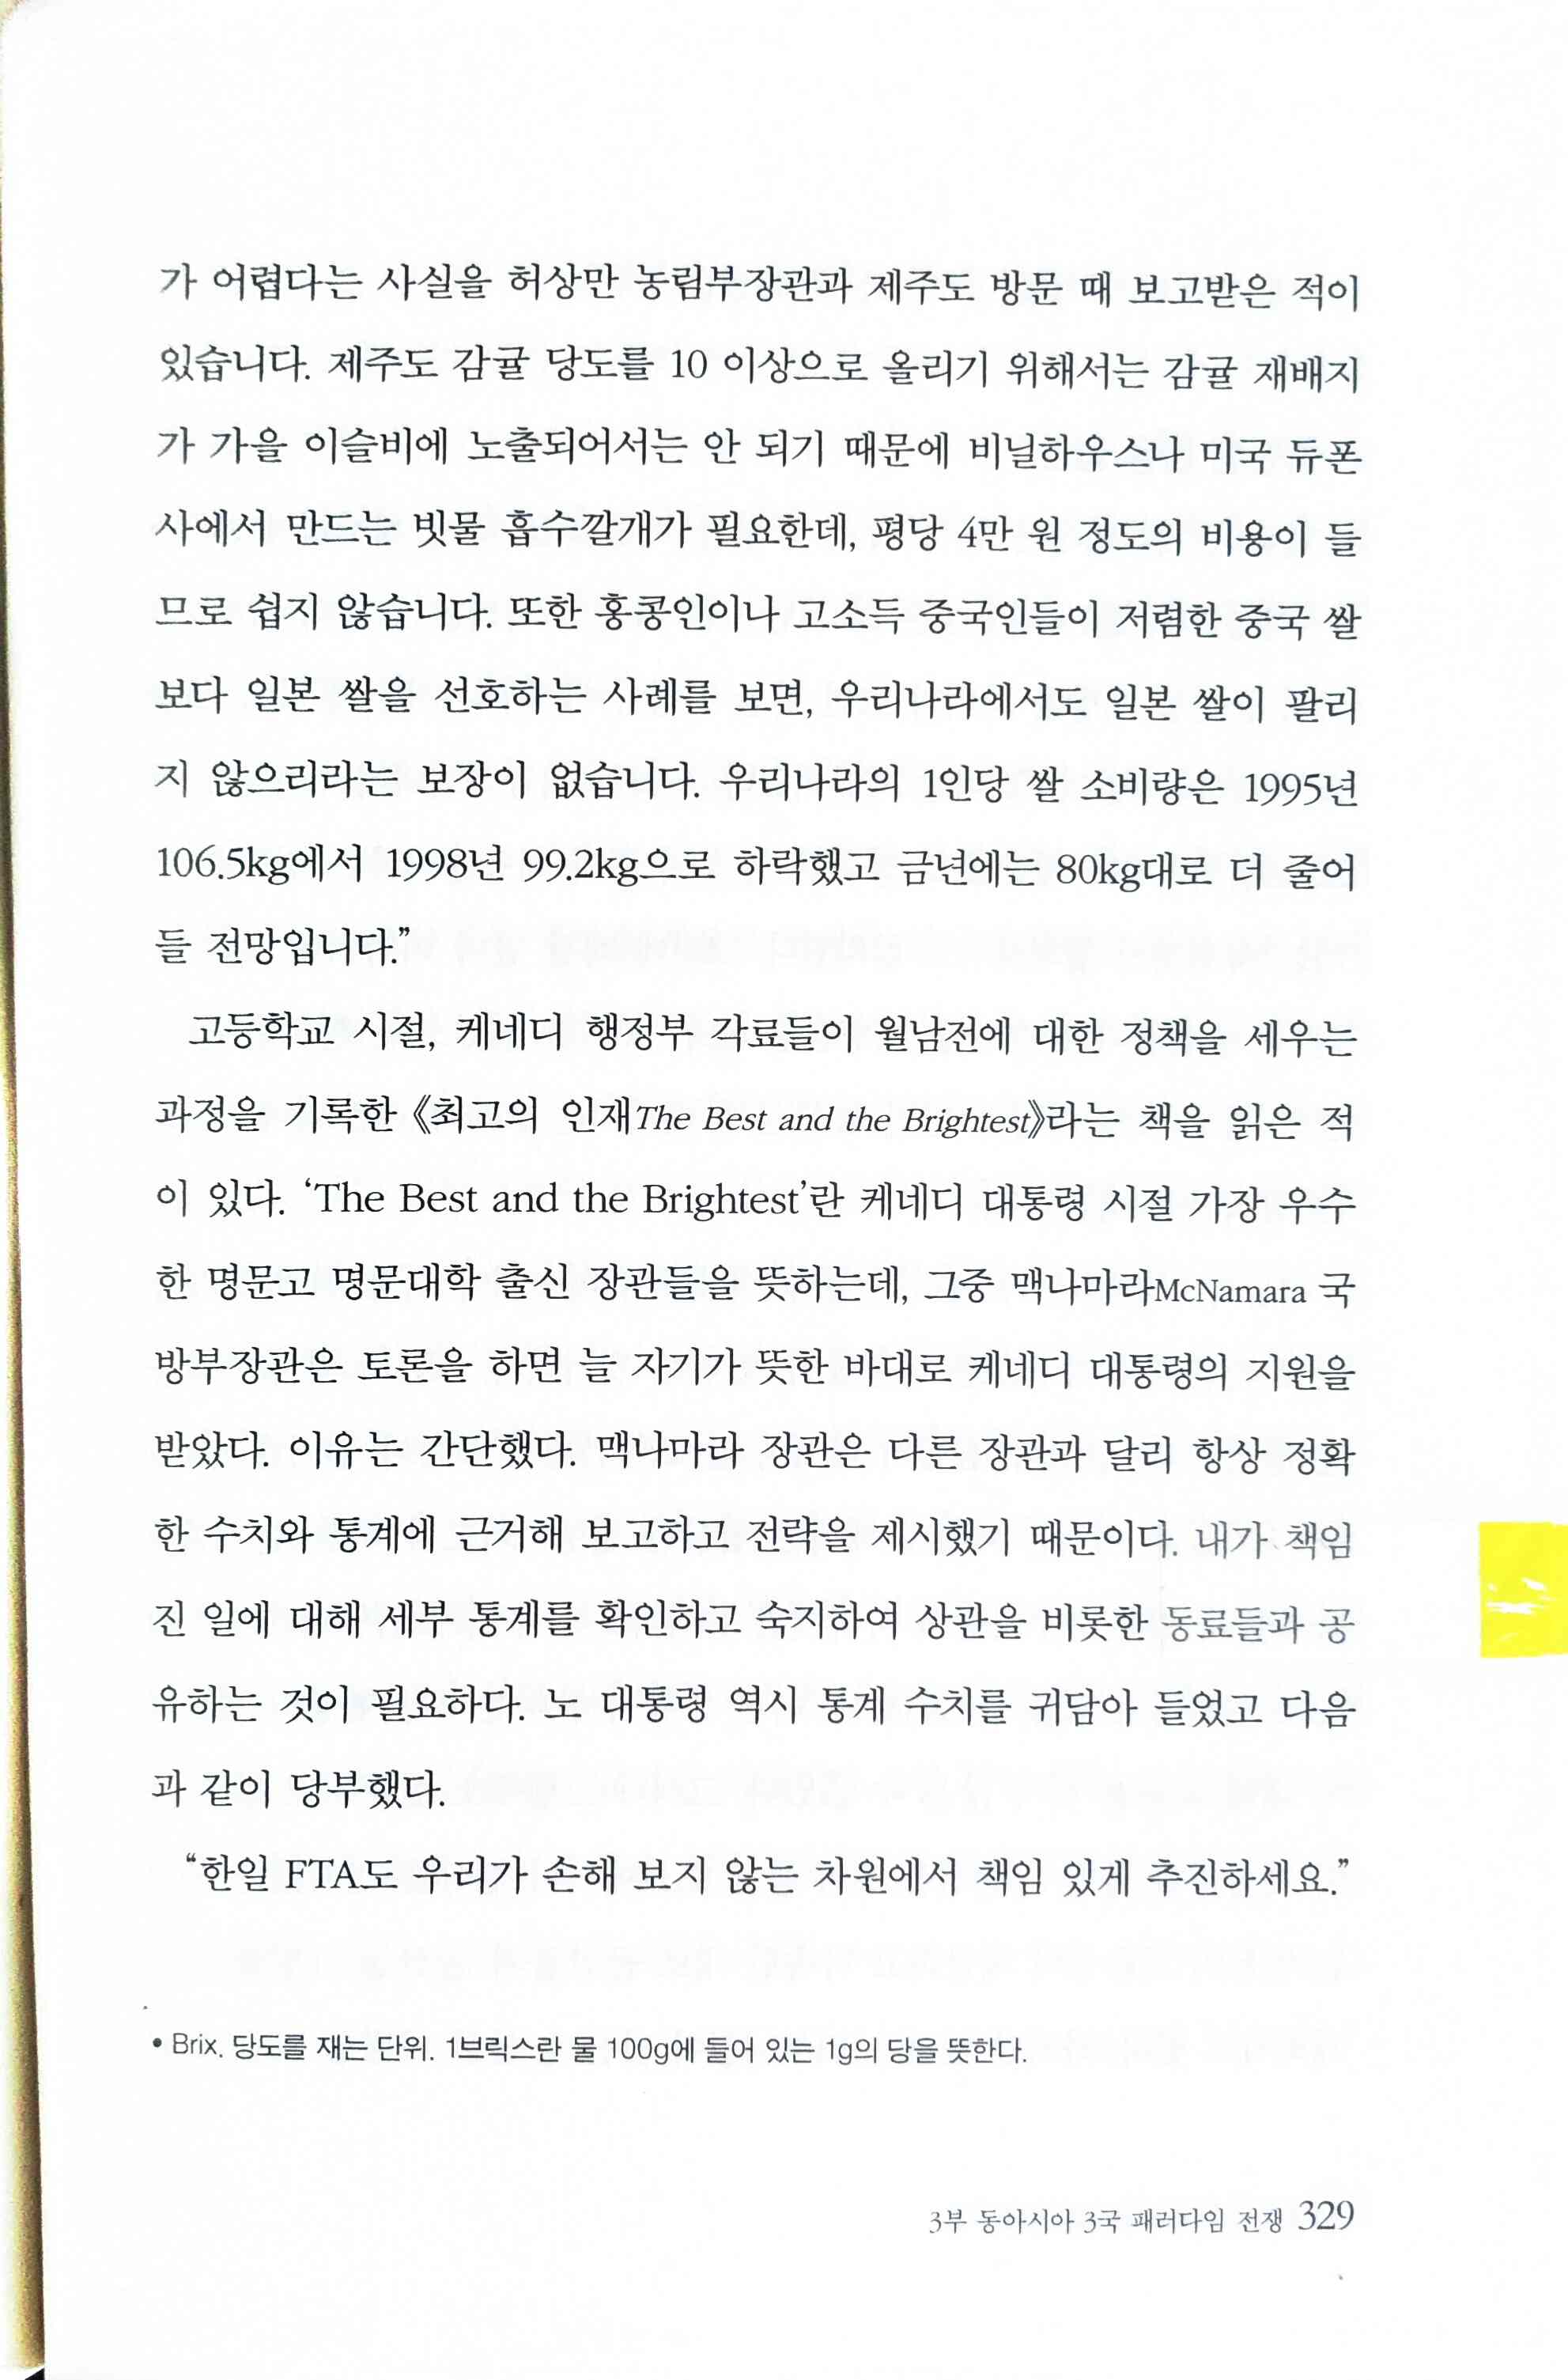 가 어렵다는 사실을 허상만 농림부장관과 제주도 방문 때 보고받은 적이
있습니다. 제주도 감귤 당도를 10 이상으로 올리기 위해서는 감귤 재배지
가 가을 이슬비에 노출되어서는 안 되기 때문에 비닐하우스나 미국 듀폰
사에서 만드는 빗물 흡수깔개가 필요한데, 평당 4만 원 정도의 비용이 들
므로 쉽지 않습니다. 또한 홍콩인이나 고소득 중국인들이 저렴한 중국 쌀
보다 일본 쌀을 선호하는 사례를 보면, 우리나라에서도 일본 쌀이 팔리
지 않으리라는 보장이 없습니다. 우리나라의 1인당 쌀 소비량은 1995년
106.5kg에서 1998년 99.2kg으로 하락했고 금년에는 80kg대로 더 줄어
들 전망입니다.”
고등학교 시절, 케네디 행정부 각료들이 월남전에 대한 정책을 세우는
과정을 기록한 《최고의 인재The Best and the Brightest》라는 책을 읽은 적
이 있다. ‘The Best and the Brightest’란 케네디 대통령 시절 가장 우수
한 명문고 명문대학 출신 장관들을 뜻하는데, 그중 맥나마라McNamara 국
방부장관은 토론을 하면 늘 자기가 뜻한 바대로 케네디 대통령의 지원을
받았다. 이유는 간단했다. 맥나마라 장관은 다른 장관과 달리 항상 정확
한 수치와 통계에 근거해 보고하고 전략을 제시했기 때문이다. 내가 책임
진 일에 대해 세부 통계를 확인하고 숙지하여 상관을 비롯한 동료들과 공
유하는 것이 필요하다. 노 대통령 역시 통계 수치를 귀담아 들었고 다음
과 같이 당부했다.
“한일 FTA도 우리가 손해 보지 않는 차원에서 책임 있게 추진하세요.”
• Brix. 당도를 재는 단위. 1브릭스란 물 100g에 들어 있는 1g의 당을 뜻한다.
3부 동아시아 3국 패러다임 전쟁 329